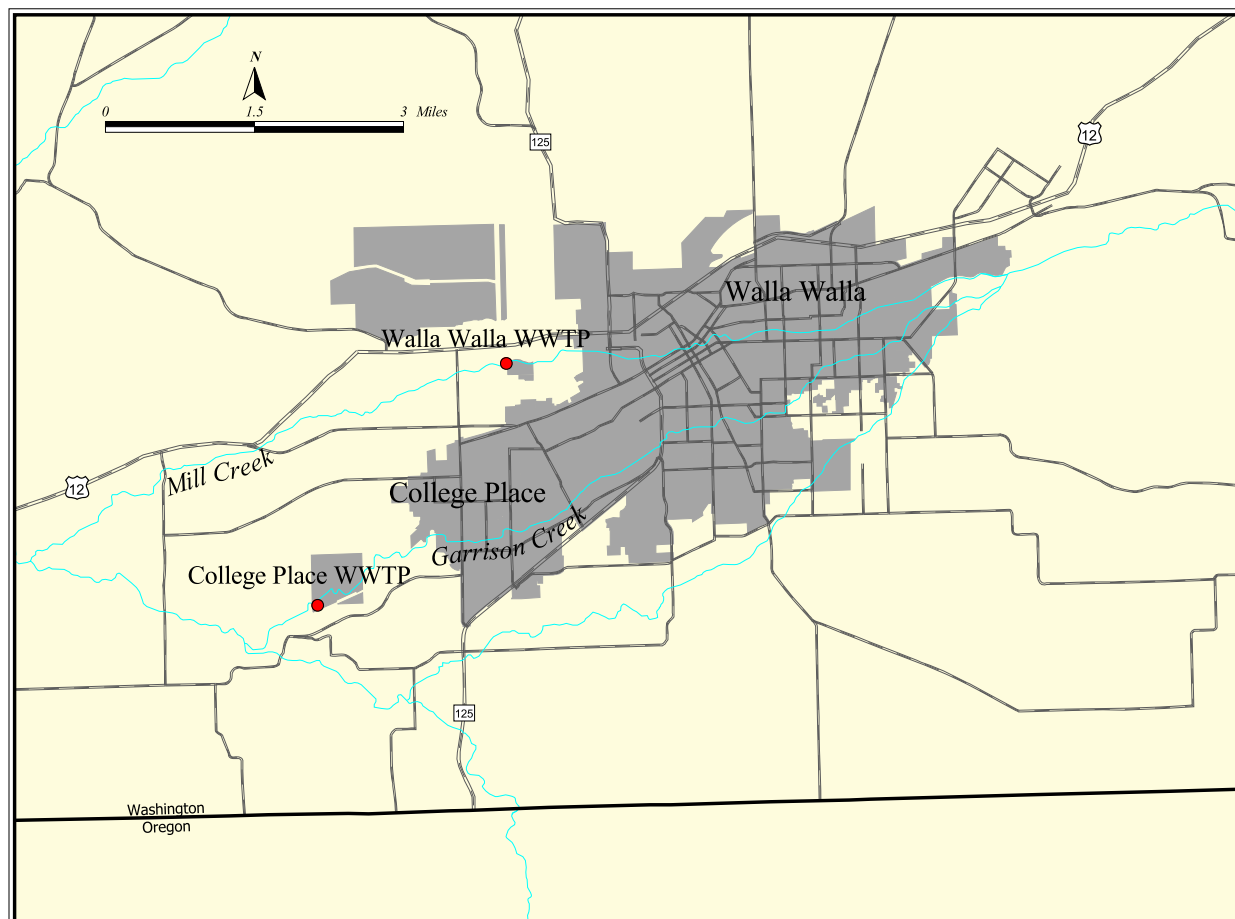 N
0 1.5 3 Miles
125
12
Walla Walla
Walla Walla WWTP
Mill Creek
12
College Place
Garrison Creek
College Place WWTP
125
Washington
Oregon